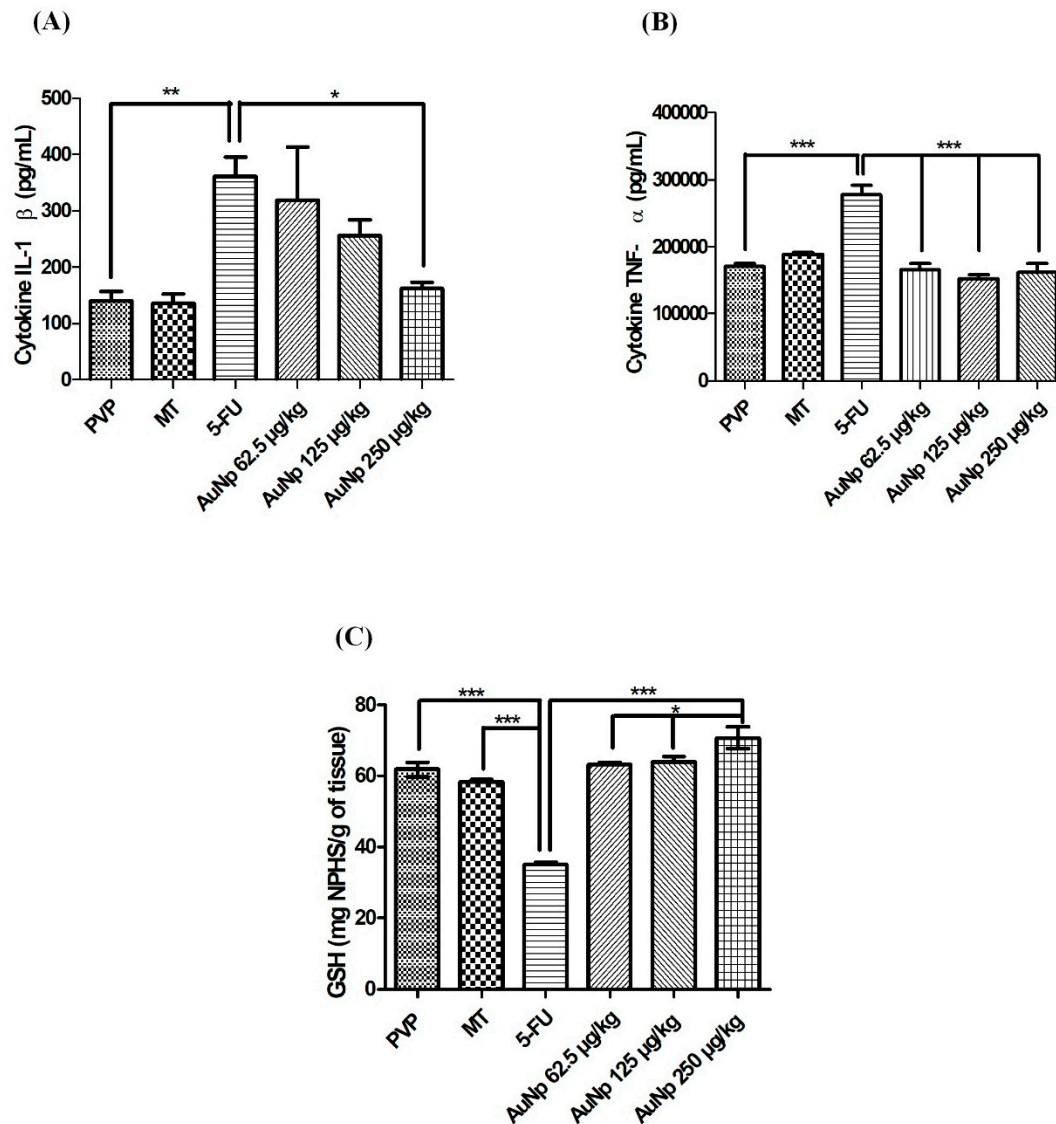 (A)
Cytokine IL-1 β (pg/mL)
500
400
300
200
100
0
**
*
PVP
MT
5-FU
AuNp 62.5 µg/kg
AuNp 125 µg/kg
AuNp 250 µg/kg
(B)
Cytokine TNF- α (pg/mL)
400000
300000
200000
100000
0
***
***
PVP
MT
5-FU
AuNp 62.5 µg/kg
AuNp 125 µg/kg
AuNp 250 µg/kg
(C)
GSH (mg NPHS/g of tissue)
80
60
40
20
0
***
***
***
*
PVP
MT
5-FU
AuNp 62.5 µg/kg
AuNp 125 µg/kg
AuNp 250 µg/kg